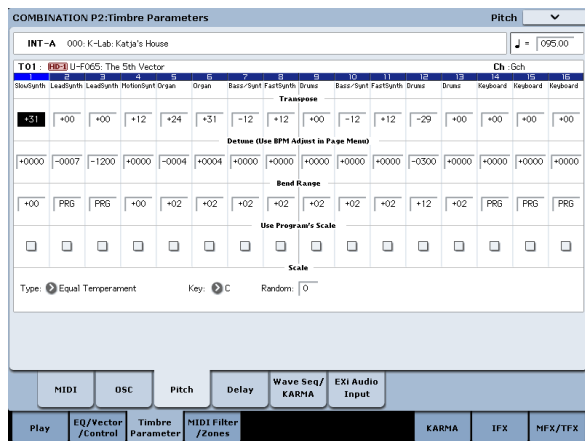 COMBINATION P2:Timbre Parameters Pitch
INT-A 000: K-Lab: Katja's House ♩ = 095.00
T01 : HD-1 U-F065: The 5th Vector Ch :Gch
1 2 3 4 5 6 7 8 9 10 11 12 13 14 15 16
SlowSynth LeadSynth LeadSynth MotionSynt Organ Organ Bass/Synt FastSynth Drums Bass/Synt FastSynth Drums Drums Keyboard Keyboard Keyboard
Transpose
+31 +00 +00 +12 +24 +31 -12 +12 +00 -12 +12 -29 +00 +00 +00 +00
Detune (Use BPM Adjust in Page Menu)
+0000 -0007 -1200 +0000 -0004 +0004 +0000 +0000 +0000 +0000 +0000 -0300 +0000 +0000 +0000 +0000
Bend Range
+00 PRG PRG +00 +02 +02 +02 +02 +02 +02 +02 +12 +02 PRG PRG PRG
Use Program's Scale
Scale
Type: Equal Temperament Key: C Random: 0
MIDI OSC Pitch Delay Wave Seq/ KARMA EXi Audio Input
Play EQ/Vector /Control Timbre Parameter MIDI Filter /Zones KARMA IFX MFX/TFX